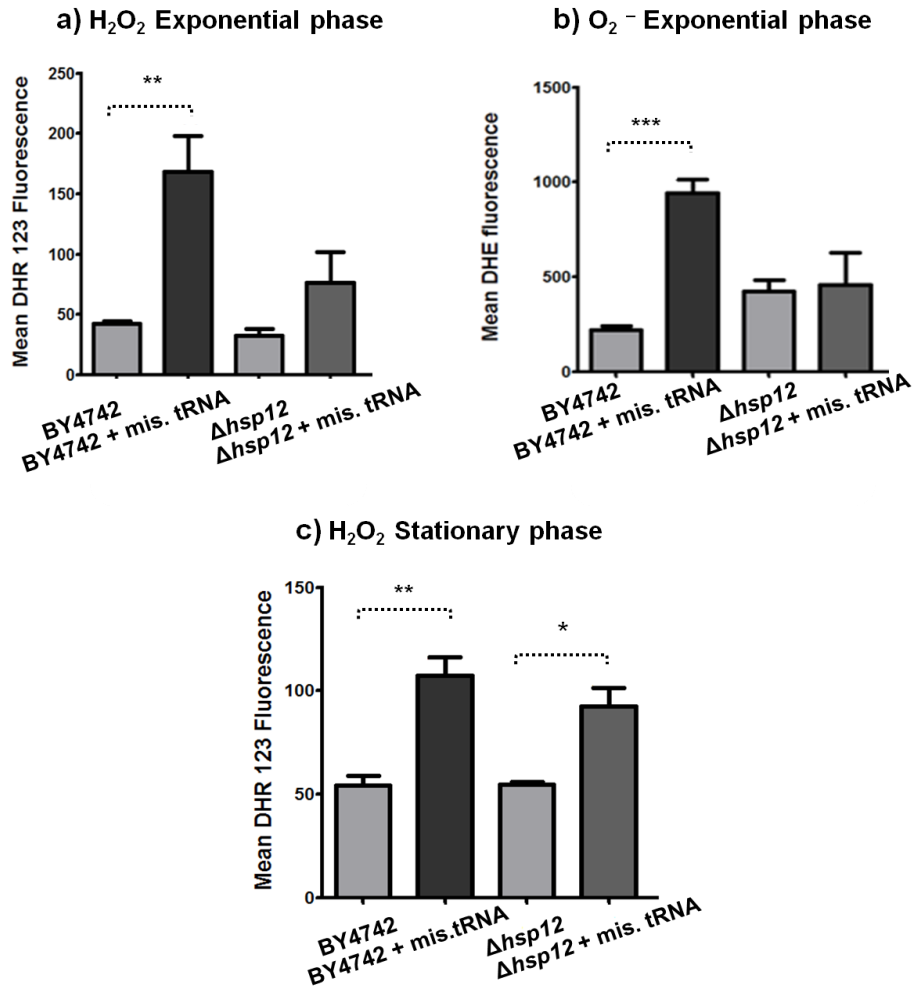 a) H₂O₂ Exponential phase
Mean DHR 123 Fluorescence
250
200
150
100
50
0
**
BY4742
BY4742 + mis. tRNA
Δhsp12
Δhsp12 + mis. tRNA
b) O₂ ⁻ Exponential phase
Mean DHE fluorescence
1500
1000
500
0
***
BY4742
BY4742 + mis. tRNA
Δhsp12
Δhsp12 + mis. tRNA
c) H₂O₂ Stationary phase
Mean DHR 123 Fluorescence
150
100
50
0
**
*
BY4742
BY4742 + mis.tRNA
Δhsp12
Δhsp12 + mis. tRNA